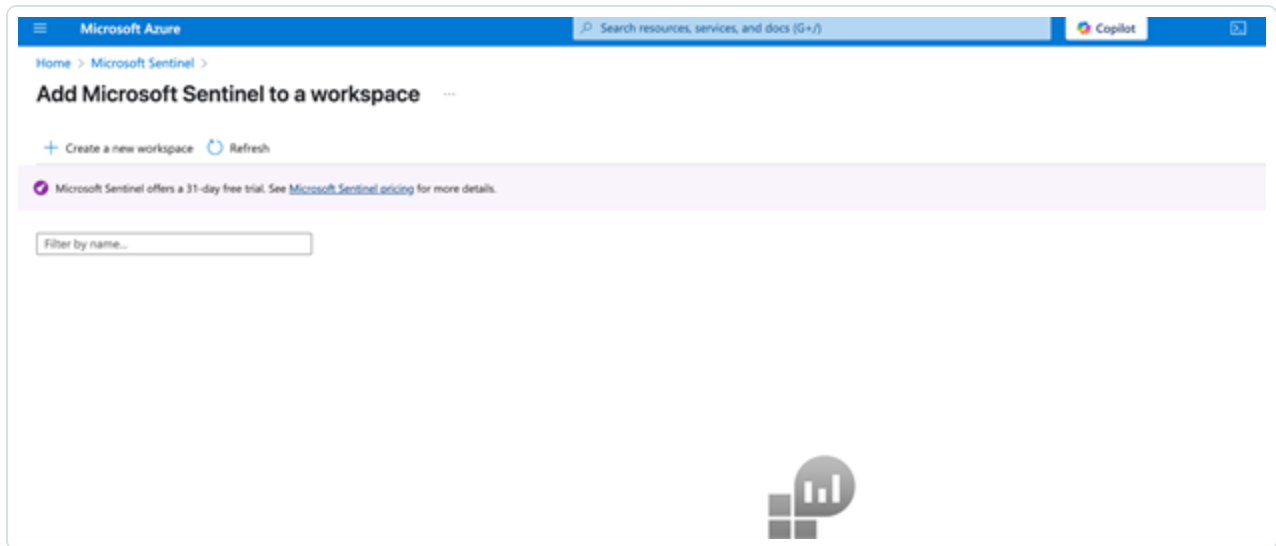 Microsoft Azure
Search resources, services, and docs (G+/)
Copilot
Home > Microsoft Sentinel >
Add Microsoft Sentinel to a workspace ...
+ Create a new workspace Refresh
Microsoft Sentinel offers a 31-day free trial. See Microsoft Sentinel pricing for more details.
Filter by name...